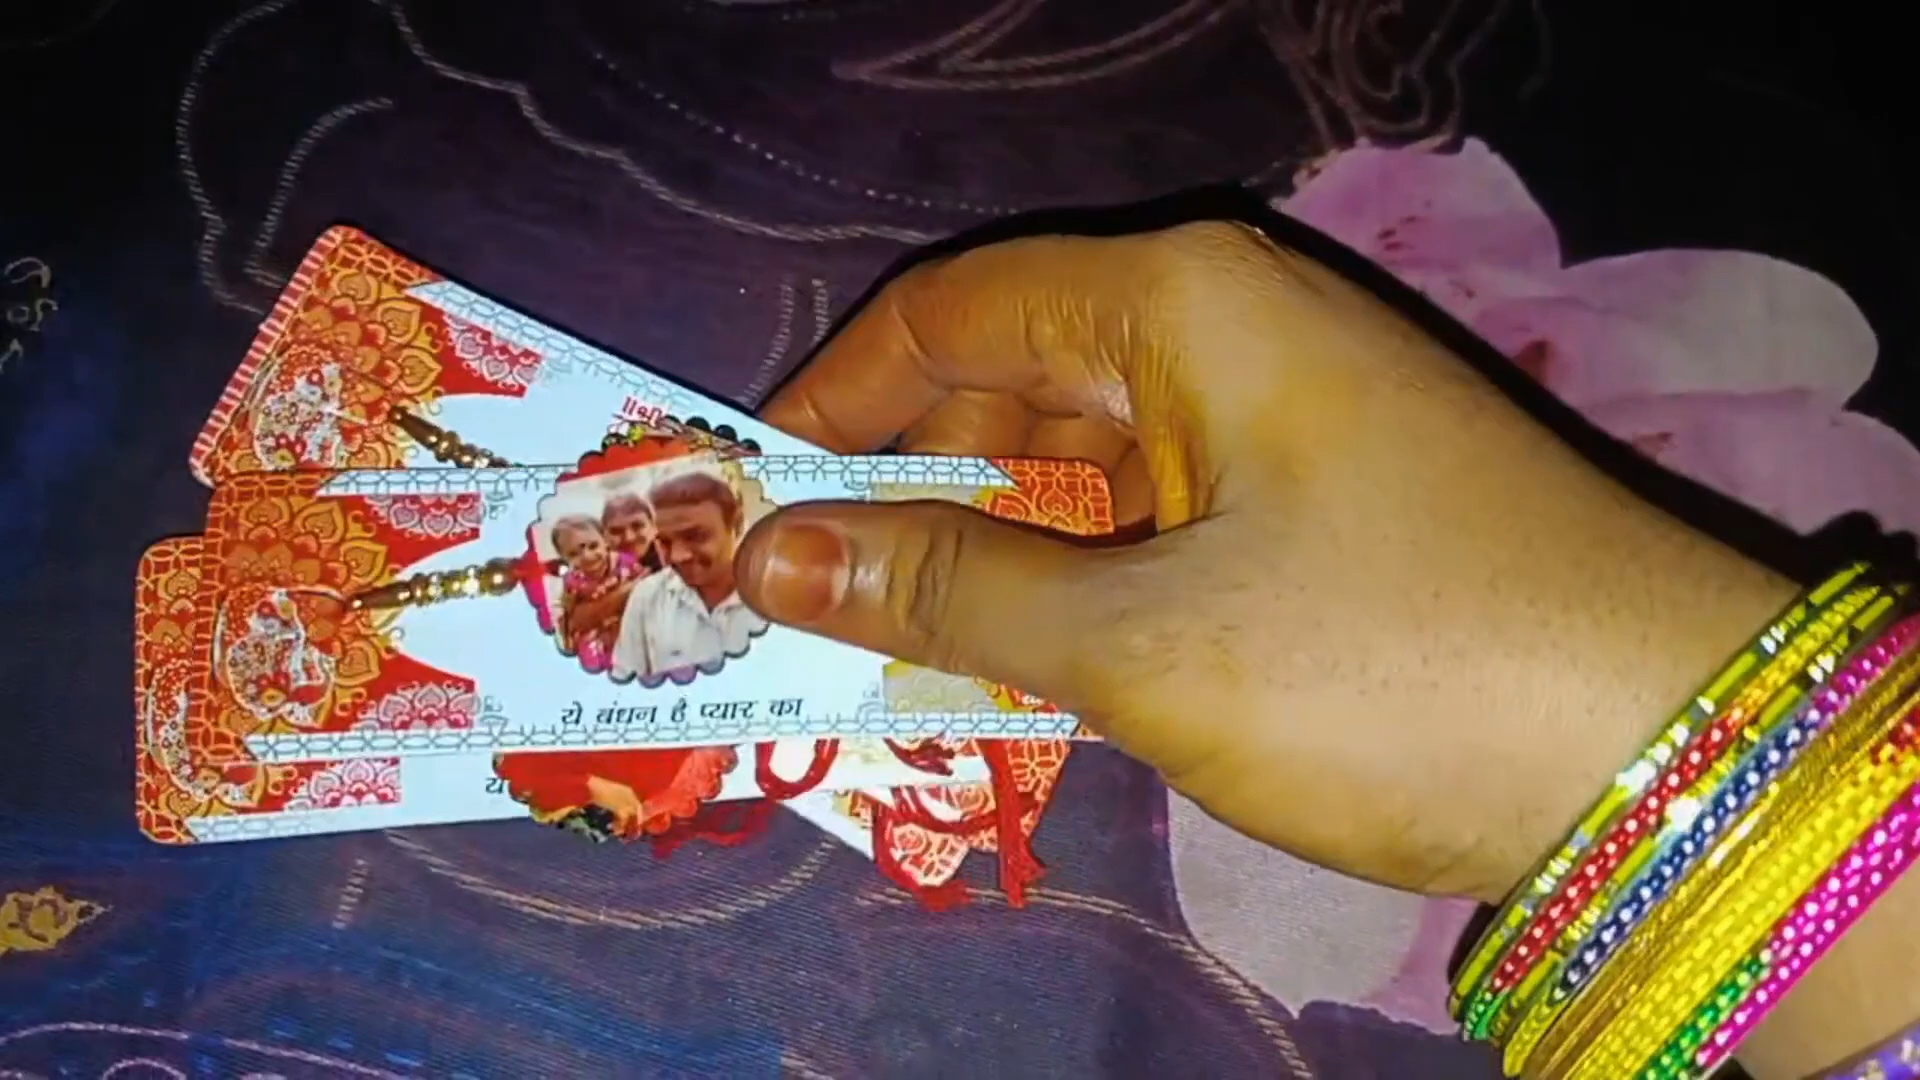 ये बंधन है प्यार का